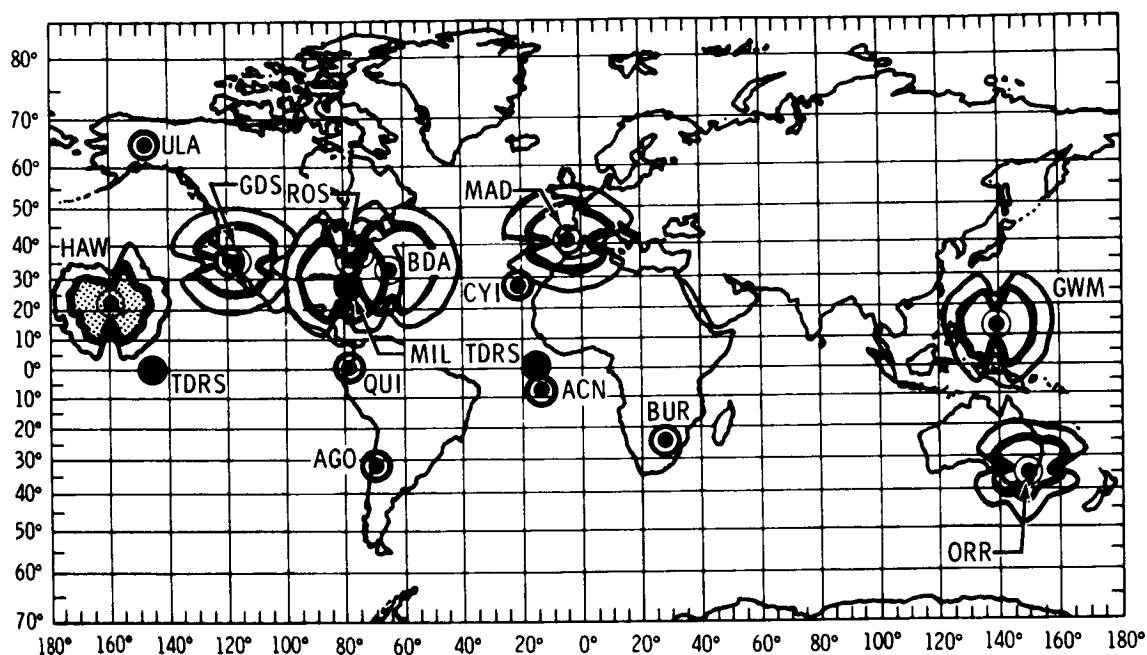 80°
70°
ULA
60°
GDS ROS
MAD
50°
HAW
40°
BDA
30°
CYI
GWM
20°
10°
MIL TDRS
0°
TDRS
QUI
ACN
10°
BUR
20°
AGO
30°
40°
50°
ORR
60°
70°
180° 160° 140° 120° 100° 80° 60° 40° 20° 0° 20° 40° 60° 80° 100° 120° 140° 160° 180°